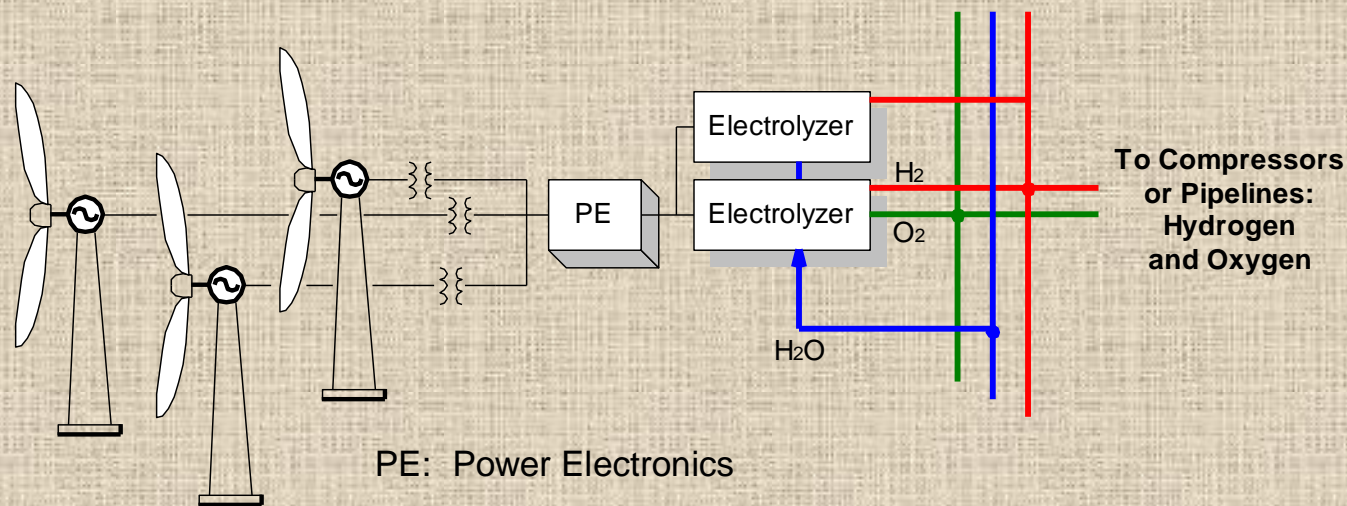 Electrolyzer
PE
Electrolyzer
H2
O2
H2O
To Compressors
or Pipelines:
Hydrogen
and Oxygen
PE: Power Electronics